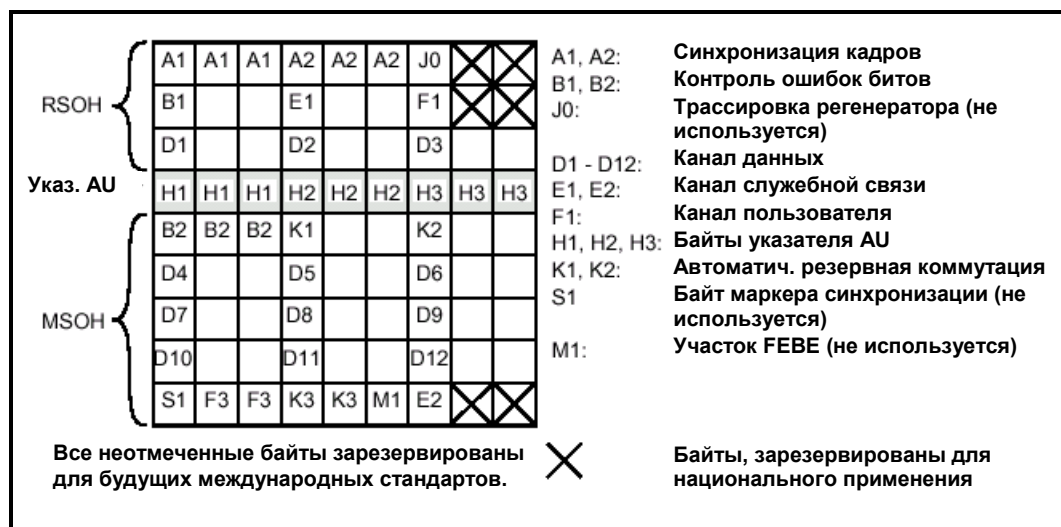 A1 A1 A1 A2 A2 A2 J0
RSOH B1 E1 F1
D1 D2 D3
Указ. AU H1 H1 H1 H2 H2 H2 H3 H3 H3
B2 B2 B2 K1 K2
D4 D5 D6
MSOH D7 D8 D9
D10 D11 D12
S1 F3 F3 K3 K3 M1 E2
A1, A2: Синхронизация кадров
B1, B2: Контроль ошибок битов
J0: Трассировка регенератора (не
используется)
D1 - D12: Канал данных
E1, E2: Канал служебной связи
F1: Канал пользователя
H1, H2, H3: Байты указателя AU
K1, K2: Автоматич. резервная коммутация
S1 Байт маркера синхронизации (не
используется)
M1: Участок FEBE (не используется)
Все неотмеченные байты зарезервированы
для будущих международных стандартов.
Байты, зарезервированы для
национального применения